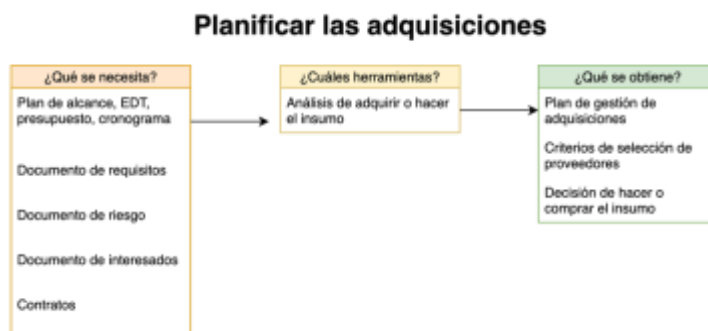 Planificar las adquisiciones
¿Qué se necesita?
Plan de alcance, EDT,
presupuesto, cronograma
Documento de requisitos
Documento de riesgo
Documento de interesados
Contratos
¿Cuáles herramientas?
Análisis de adquirir o hacer
el insumo
¿Qué se obtiene?
Plan de gestión de
adquisiciones
Criterios de selección de
proveedores
Decisión de hacer o
comprar el insumo